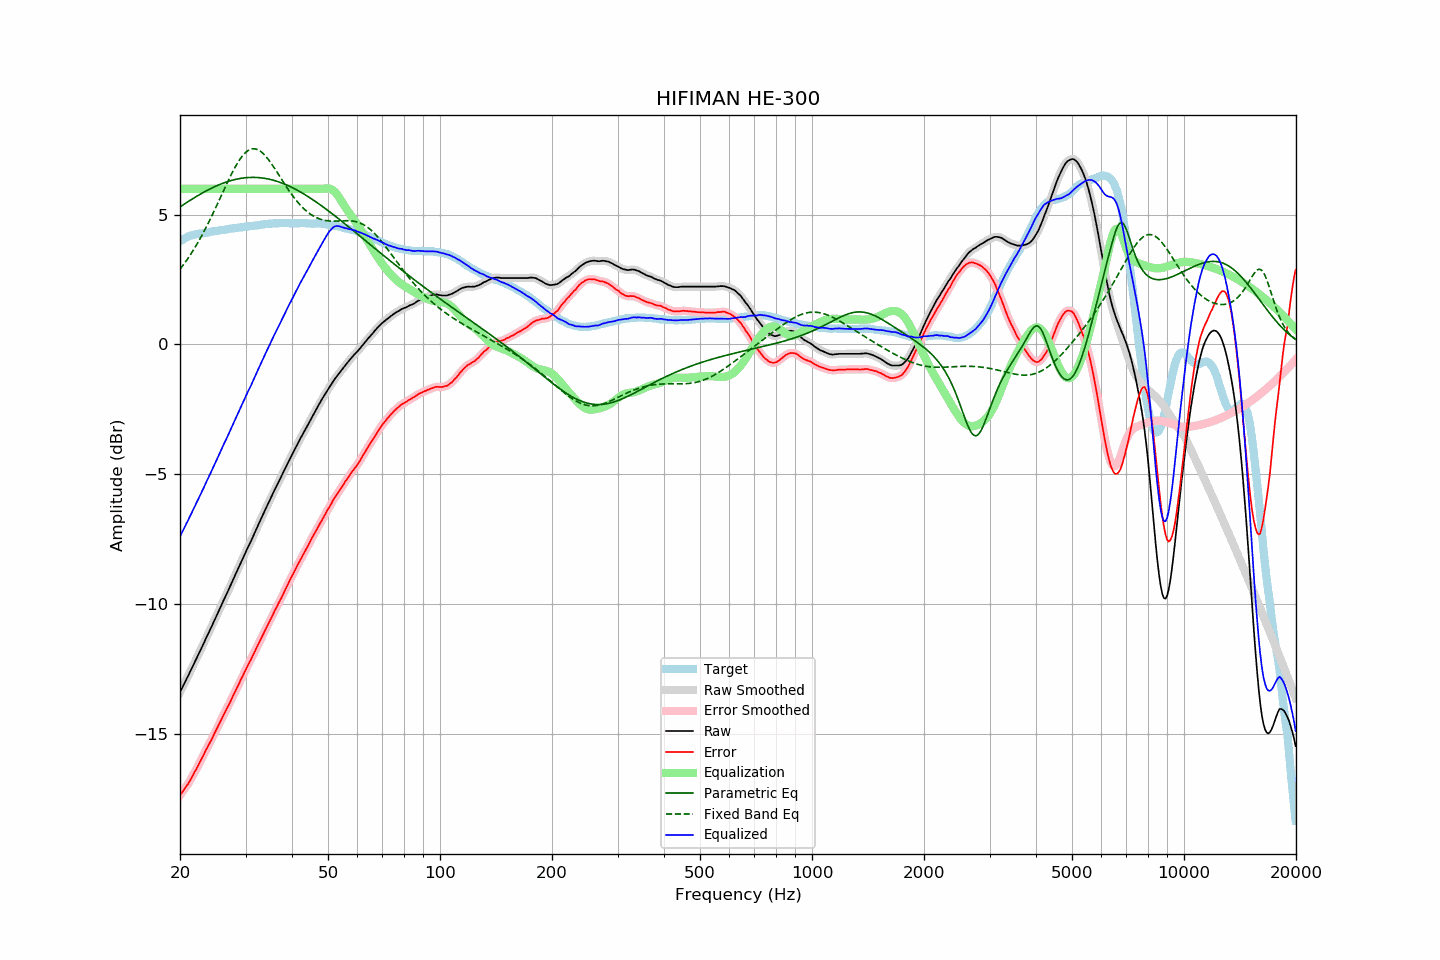 HIFIMAN HE-300
5
0
−5
−10
−15
Amplitude (dBr)
Target
Raw Smoothed
Error Smoothed
Raw
Error
Equalization
Parametric Eq
Fixed Band Eq
Equalized
20 50 100 200 500 1000 2000 5000 10000 20000
Frequency (Hz)